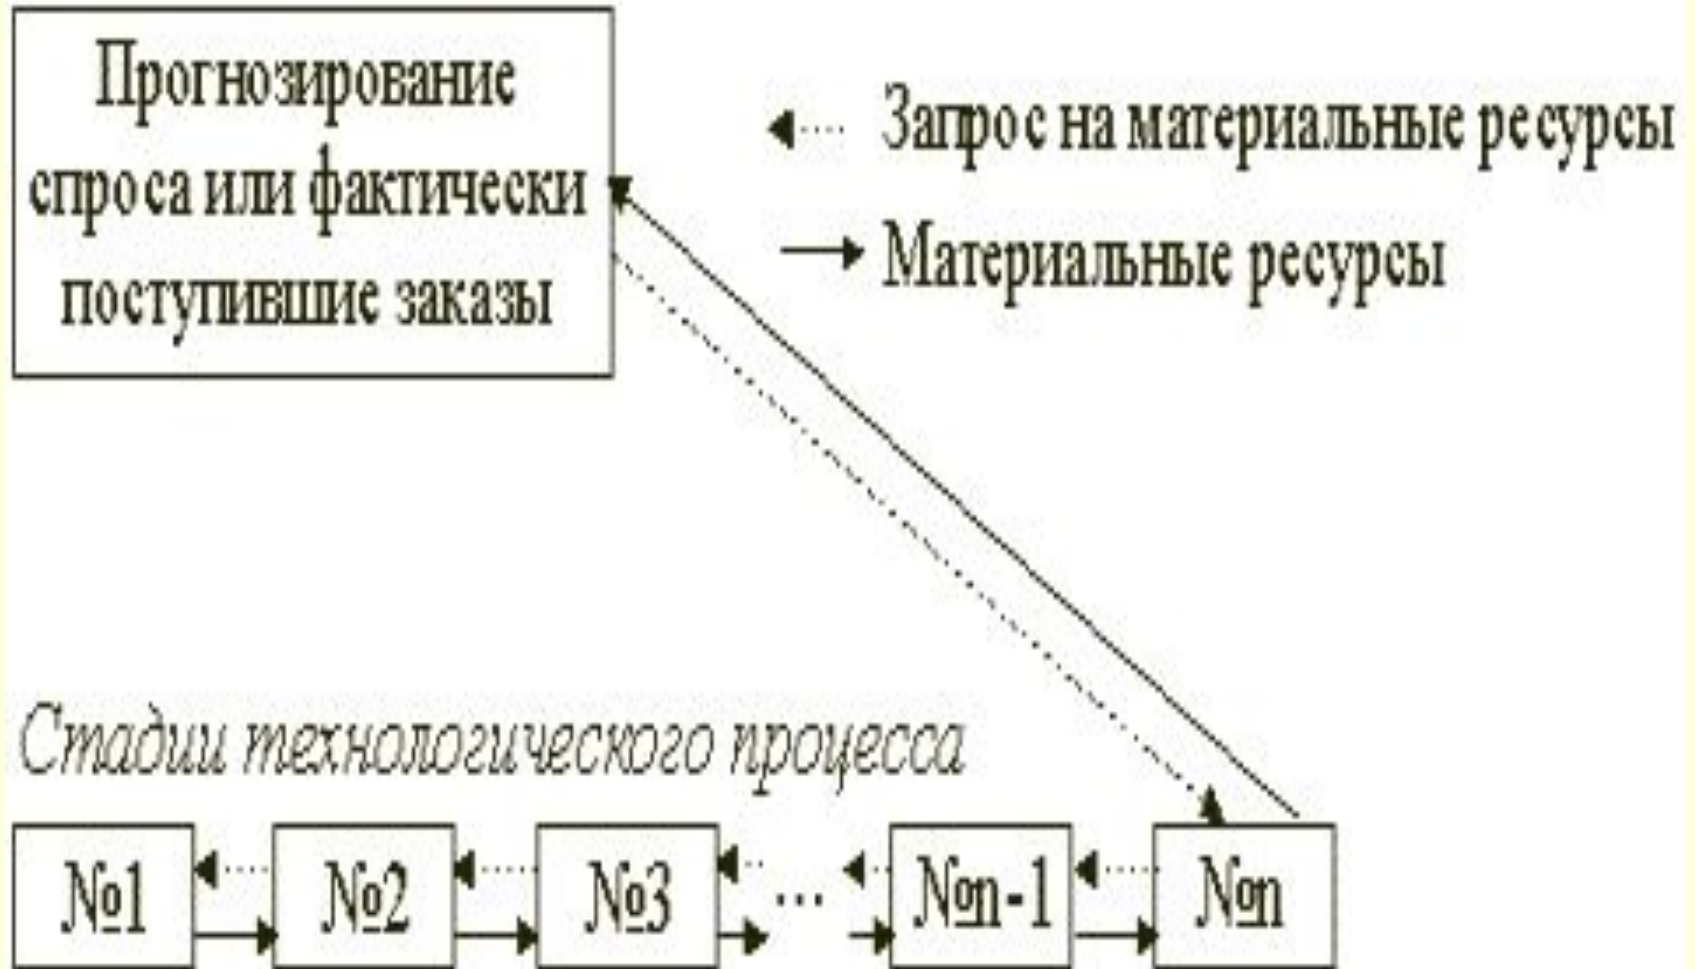 Прогнозирование
спроса или фактически
поступившие заказы
Запрос на материальные ресурсы
Материальные ресурсы
Стадии технологического процесса
№1 №2 №3 ... №n-1 №n